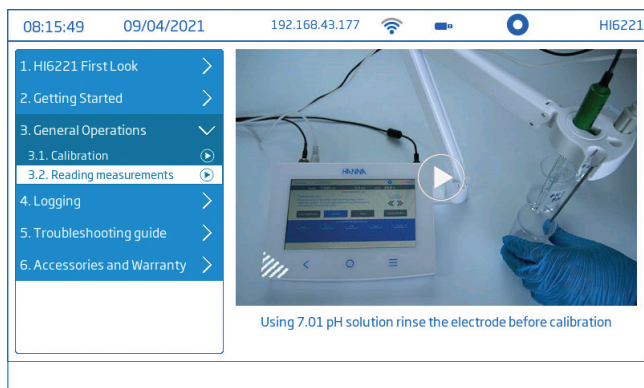 08:15:49 09/04/2021 192.168.43.177 HI6221
1. HI6221 First Look
2. Getting Started
3. General Operations
3.1. Calibration
3.2. Reading measurements
4. Logging
5. Troubleshooting guide
6. Accessories and Warranty
HANNA
Using 7.01 pH solution rinse the electrode before calibration